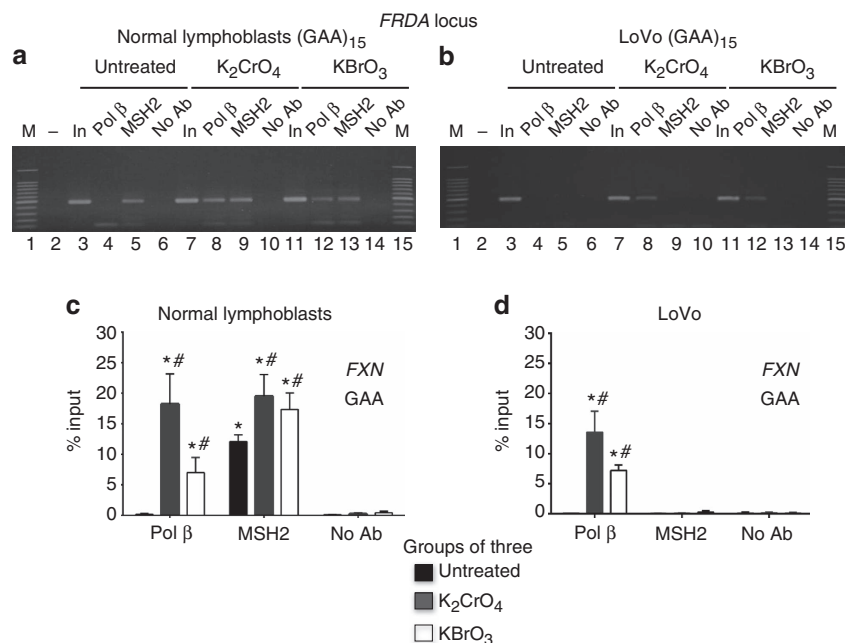 FRDA locus
a
Normal lymphoblasts (GAA)15
Untreated K2CrO4 KBrO3
M – In Pol β MSH2 No Ab In Pol β MSH2 No Ab In Pol β MSH2 No Ab M
1 2 3 4 5 6 7 8 9 10 11 12 13 14 15
b
LoVo (GAA)15
Untreated K2CrO4 KBrO3
M – In Pol β MSH2 No Ab In Pol β MSH2 No Ab In Pol β MSH2 No Ab M
1 2 3 4 5 6 7 8 9 10 11 12 13 14 15
c
Normal lymphoblasts
% input
30
25
20
15
10
5
0
*# *# * *# *#
FXN
GAA
Pol β MSH2 No Ab
d
LoVo
% input
30
25
20
15
10
5
0
*# *#
FXN
GAA
Pol β MSH2 No Ab
Groups of three
Untreated
K2CrO4
KBrO3